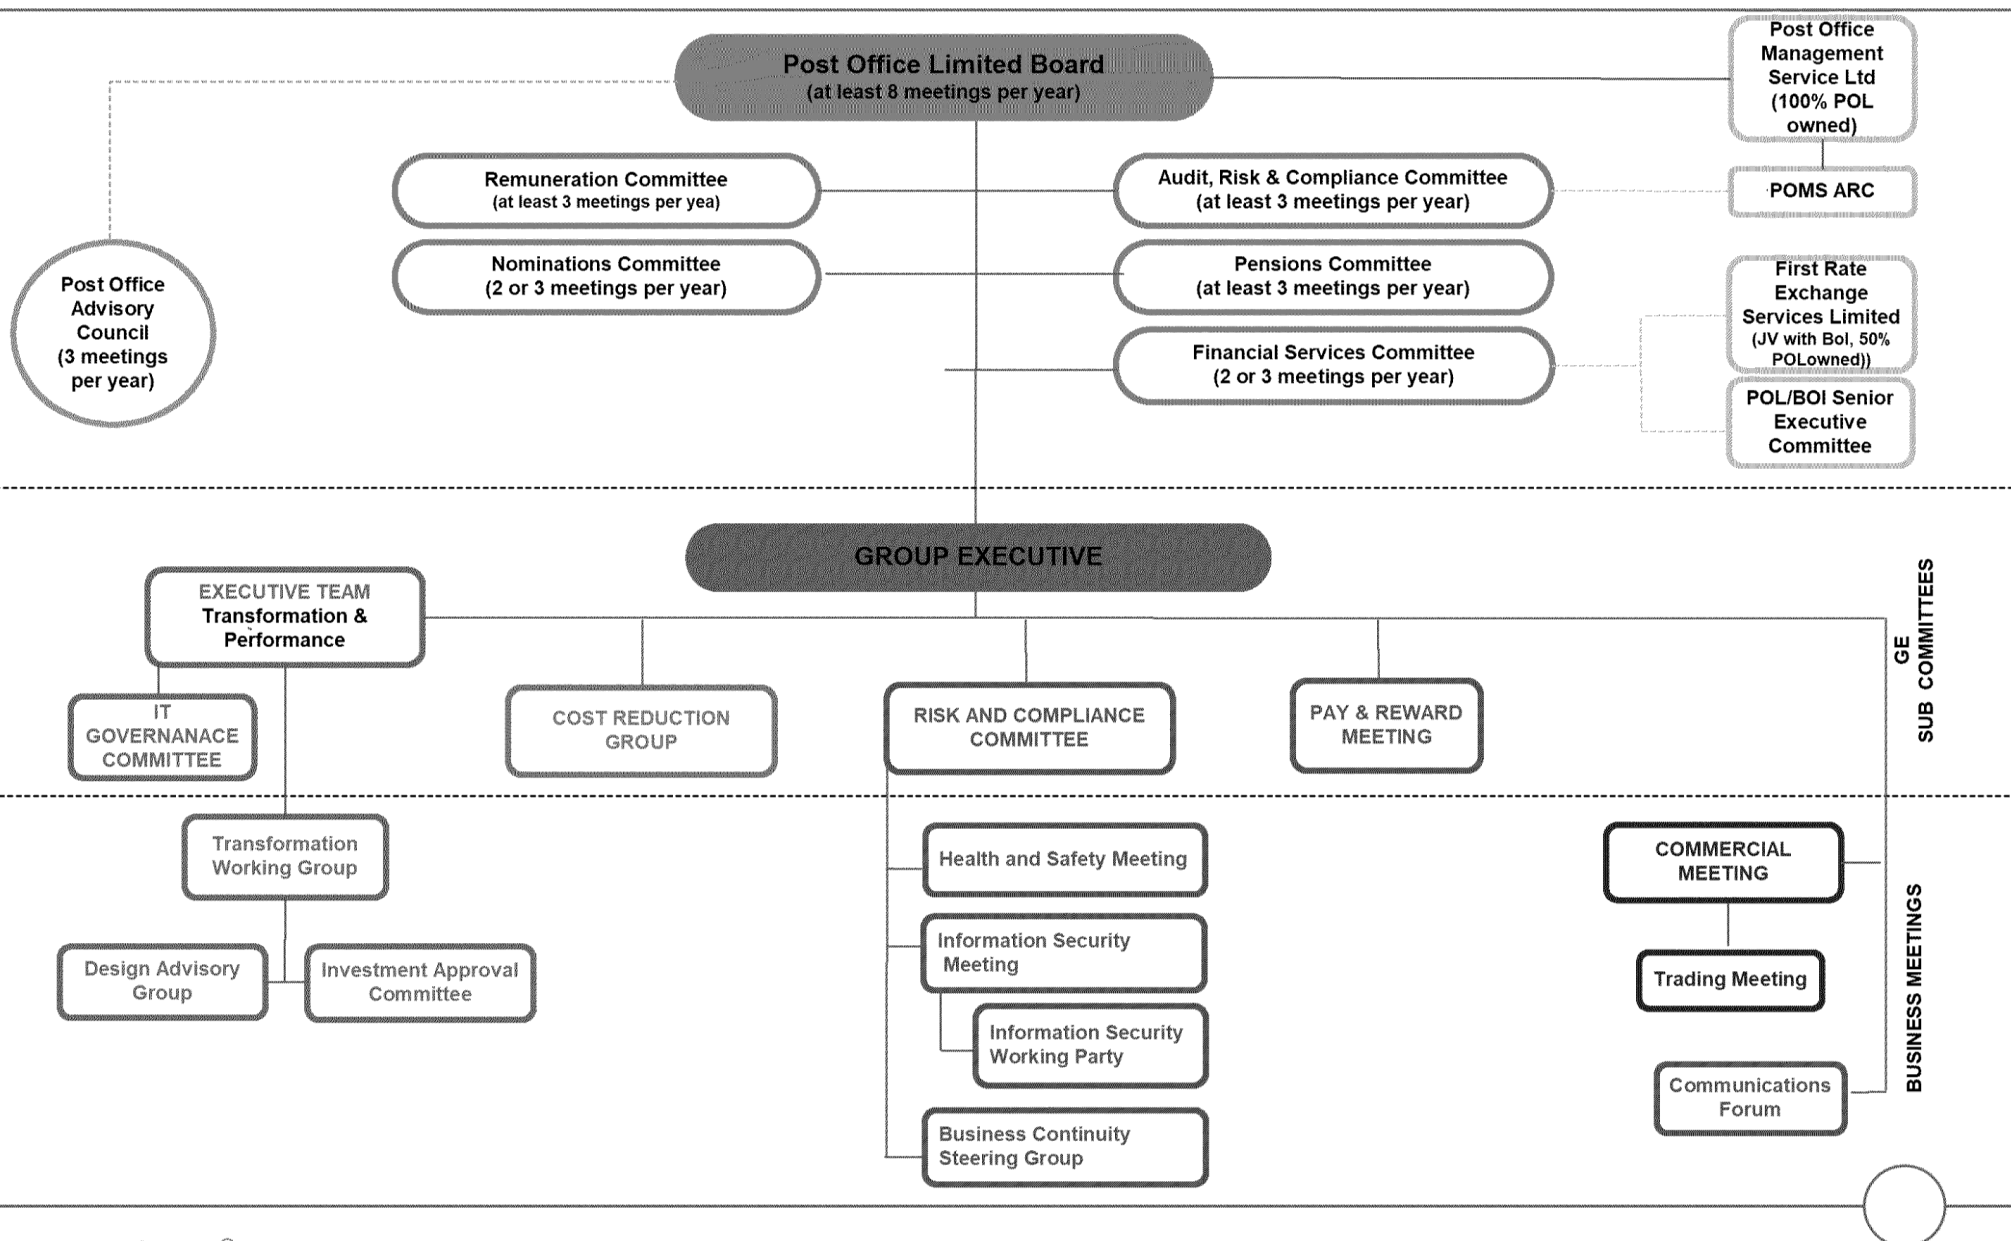 Post Office Limited Board
(at least 8 meetings per year)
Post Office
Management
Service Ltd
(100% POL
owned)
Remuneration Committee
(at least 3 meetings per yea)
Audit, Risk & Compliance Committee
(at least 3 meetings per year)
POMS ARC
Nominations Committee
(2 or 3 meetings per year)
Pensions Committee
(at least 3 meetings per year)
Post Office
Advisory
Council
(3 meetings
per year)
First Rate
Exchange
Services Limited
(JV with BoI, 50%
POLowned))
Financial Services Committee
(2 or 3 meetings per year)
POL/BOI Senior
Executive
Committee
GROUP EXECUTIVE
EXECUTIVE TEAM
Transformation &
Performance
GE
SUB COMMITTEES
IT
GOVERNANACE
COMMITTEE
COST REDUCTION
GROUP
RISK AND COMPLIANCE
COMMITTEE
PAY & REWARD
MEETING
Transformation
Working Group
Health and Safety Meeting
COMMERCIAL
MEETING
BUSINESS MEETINGS
Design Advisory
Group
Investment Approval
Committee
Information Security
Meeting
Trading Meeting
Information Security
Working Party
Communications
Forum
Business Continuity
Steering Group